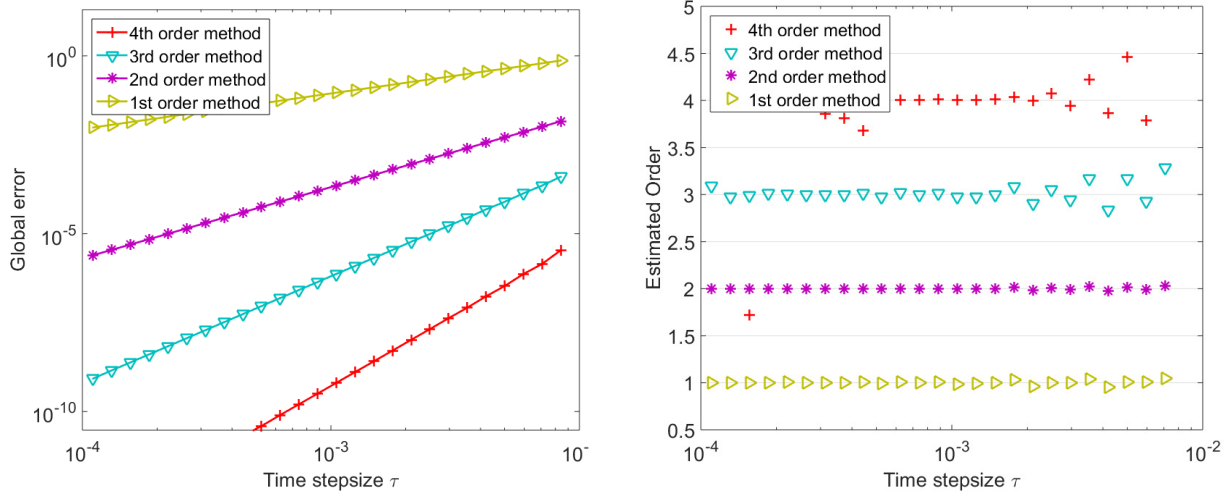 4th order method
3rd order method
2nd order method
1st order method
10^0
10^-5
10^-10
Global error
10^-4
10^-3
10^-
Time stepsize τ
4th order method
3rd order method
2nd order method
1st order method
5
4.5
4
3.5
3
2.5
2
1.5
1
0.5
Estimated Order
10^-4
10^-3
10^-2
Time stepsize τ